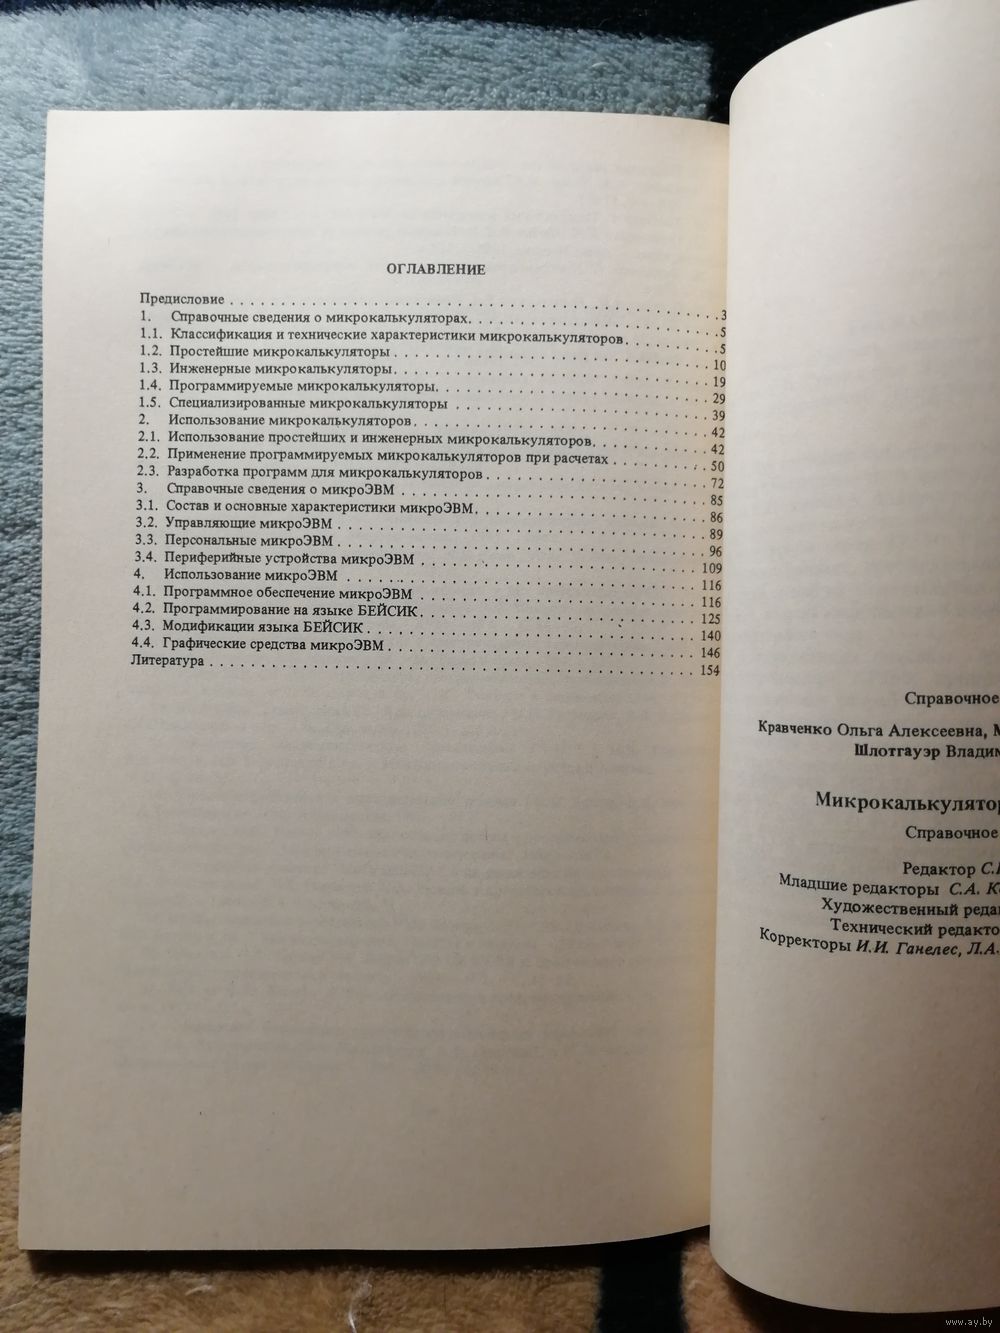 ОГЛАВЛЕНИЕ
Предисловие . . . . . . . . . . 3
1. Справочные сведения о микрокалькуляторах. . . . . . . . . . 5
1.1. Классификация и технические характеристики микрокалькуляторов. . . . . . . . . . 5
1.2. Простейшие микрокалькуляторы . . . . . . . . . . 10
1.3. Инженерные микрокалькуляторы. . . . . . . . . . 19
1.4. Программируемые микрокалькуляторы. . . . . . . . . . 29
1.5. Специализированные микрокалькуляторы . . . . . . . . . . 39
2. Использование микрокалькуляторов. . . . . . . . . . 42
2.1. Использование простейших и инженерных микрокалькуляторов. . . . . . . . . . 42
2.2. Применение программируемых микрокалькуляторов при расчетах . . . . . . . . . . 50
2.3. Разработка программ для микрокалькуляторов . . . . . . . . . . 72
3. Справочные сведения о микроЭВМ . . . . . . . . . . 85
3.1. Состав и основные характеристики микроЭВМ. . . . . . . . . . 86
3.2. Управляющие микроЭВМ . . . . . . . . . . 89
3.3. Персональные микроЭВМ . . . . . . . . . . 96
3.4. Периферийные устройства микроЭВМ . . . . . . . . . . 109
4. Использование микроЭВМ . . . . . . . . . . 116
4.1. Программное обеспечение микроЭВМ . . . . . . . . . . 116
4.2. Программирование на языке БЕЙСИК. . . . . . . . . . 125
4.3. Модификации языка БЕЙСИК. . . . . . . . . . 140
4.4. Графические средства микроЭВМ . . . . . . . . . . 146
Литература . . . . . . . . . . 154
Справочное
Кравченко Ольга Алексеевна, М
Шлотгауэр Владим
Микрокалькулятор
Справочное
Редактор С.
Младшие редакторы С.А. К
Художественный реда
Технический редакто
Корректоры И.И. Ганелес, Л.А.
www.ay.by